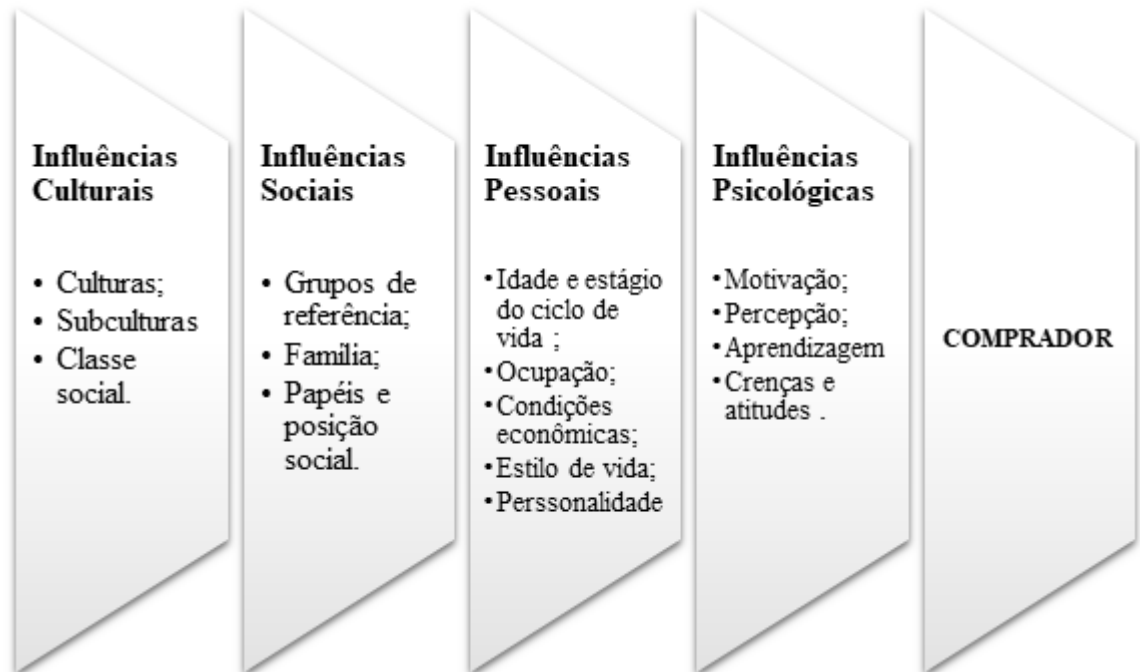 Influências
Culturais
• Culturas;
• Subculturas
• Classe
social.
Influências
Sociais
• Grupos de
referência;
• Família;
• Papéis e
posição
social.
Influências
Pessoais
• Idade e estágio
do ciclo de
vida ;
• Ocupação;
• Condições
econômicas;
• Estilo de vida;
• Perssonalidade
Influências
Psicológicas
• Motivação;
• Percepção;
• Aprendizagem
• Crenças e
atitudes .
COMPRADOR